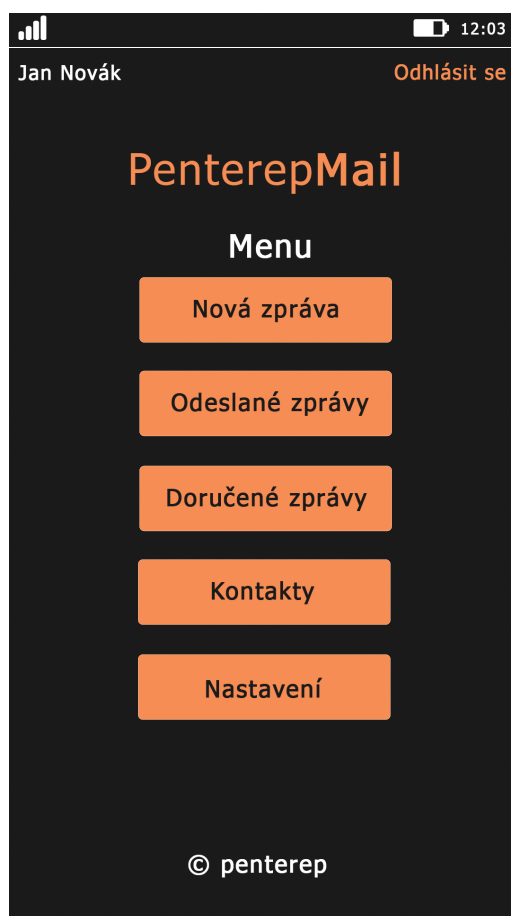 12:03
Jan Novák Odhlásit se
PenterepMail
Menu
Nová zpráva
Odeslané zprávy
Doručené zprávy
Kontakty
Nastavení
© penterep